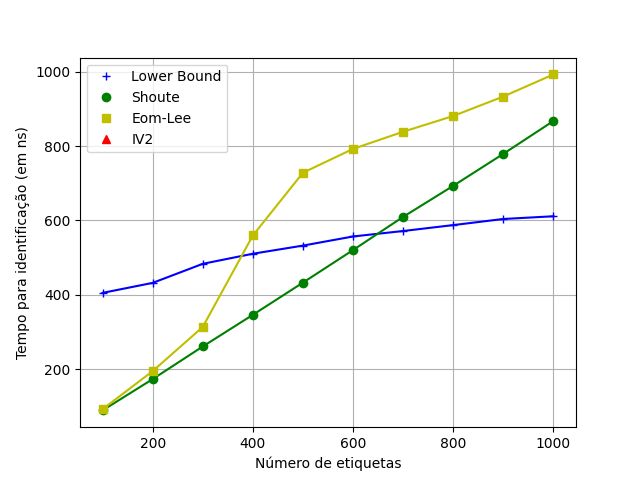 Lower Bound
Shoute
Eom-Lee
IV2
1000
800
600
400
200
Tempo para identificação (em ns)
200 400 600 800 1000
Número de etiquetas